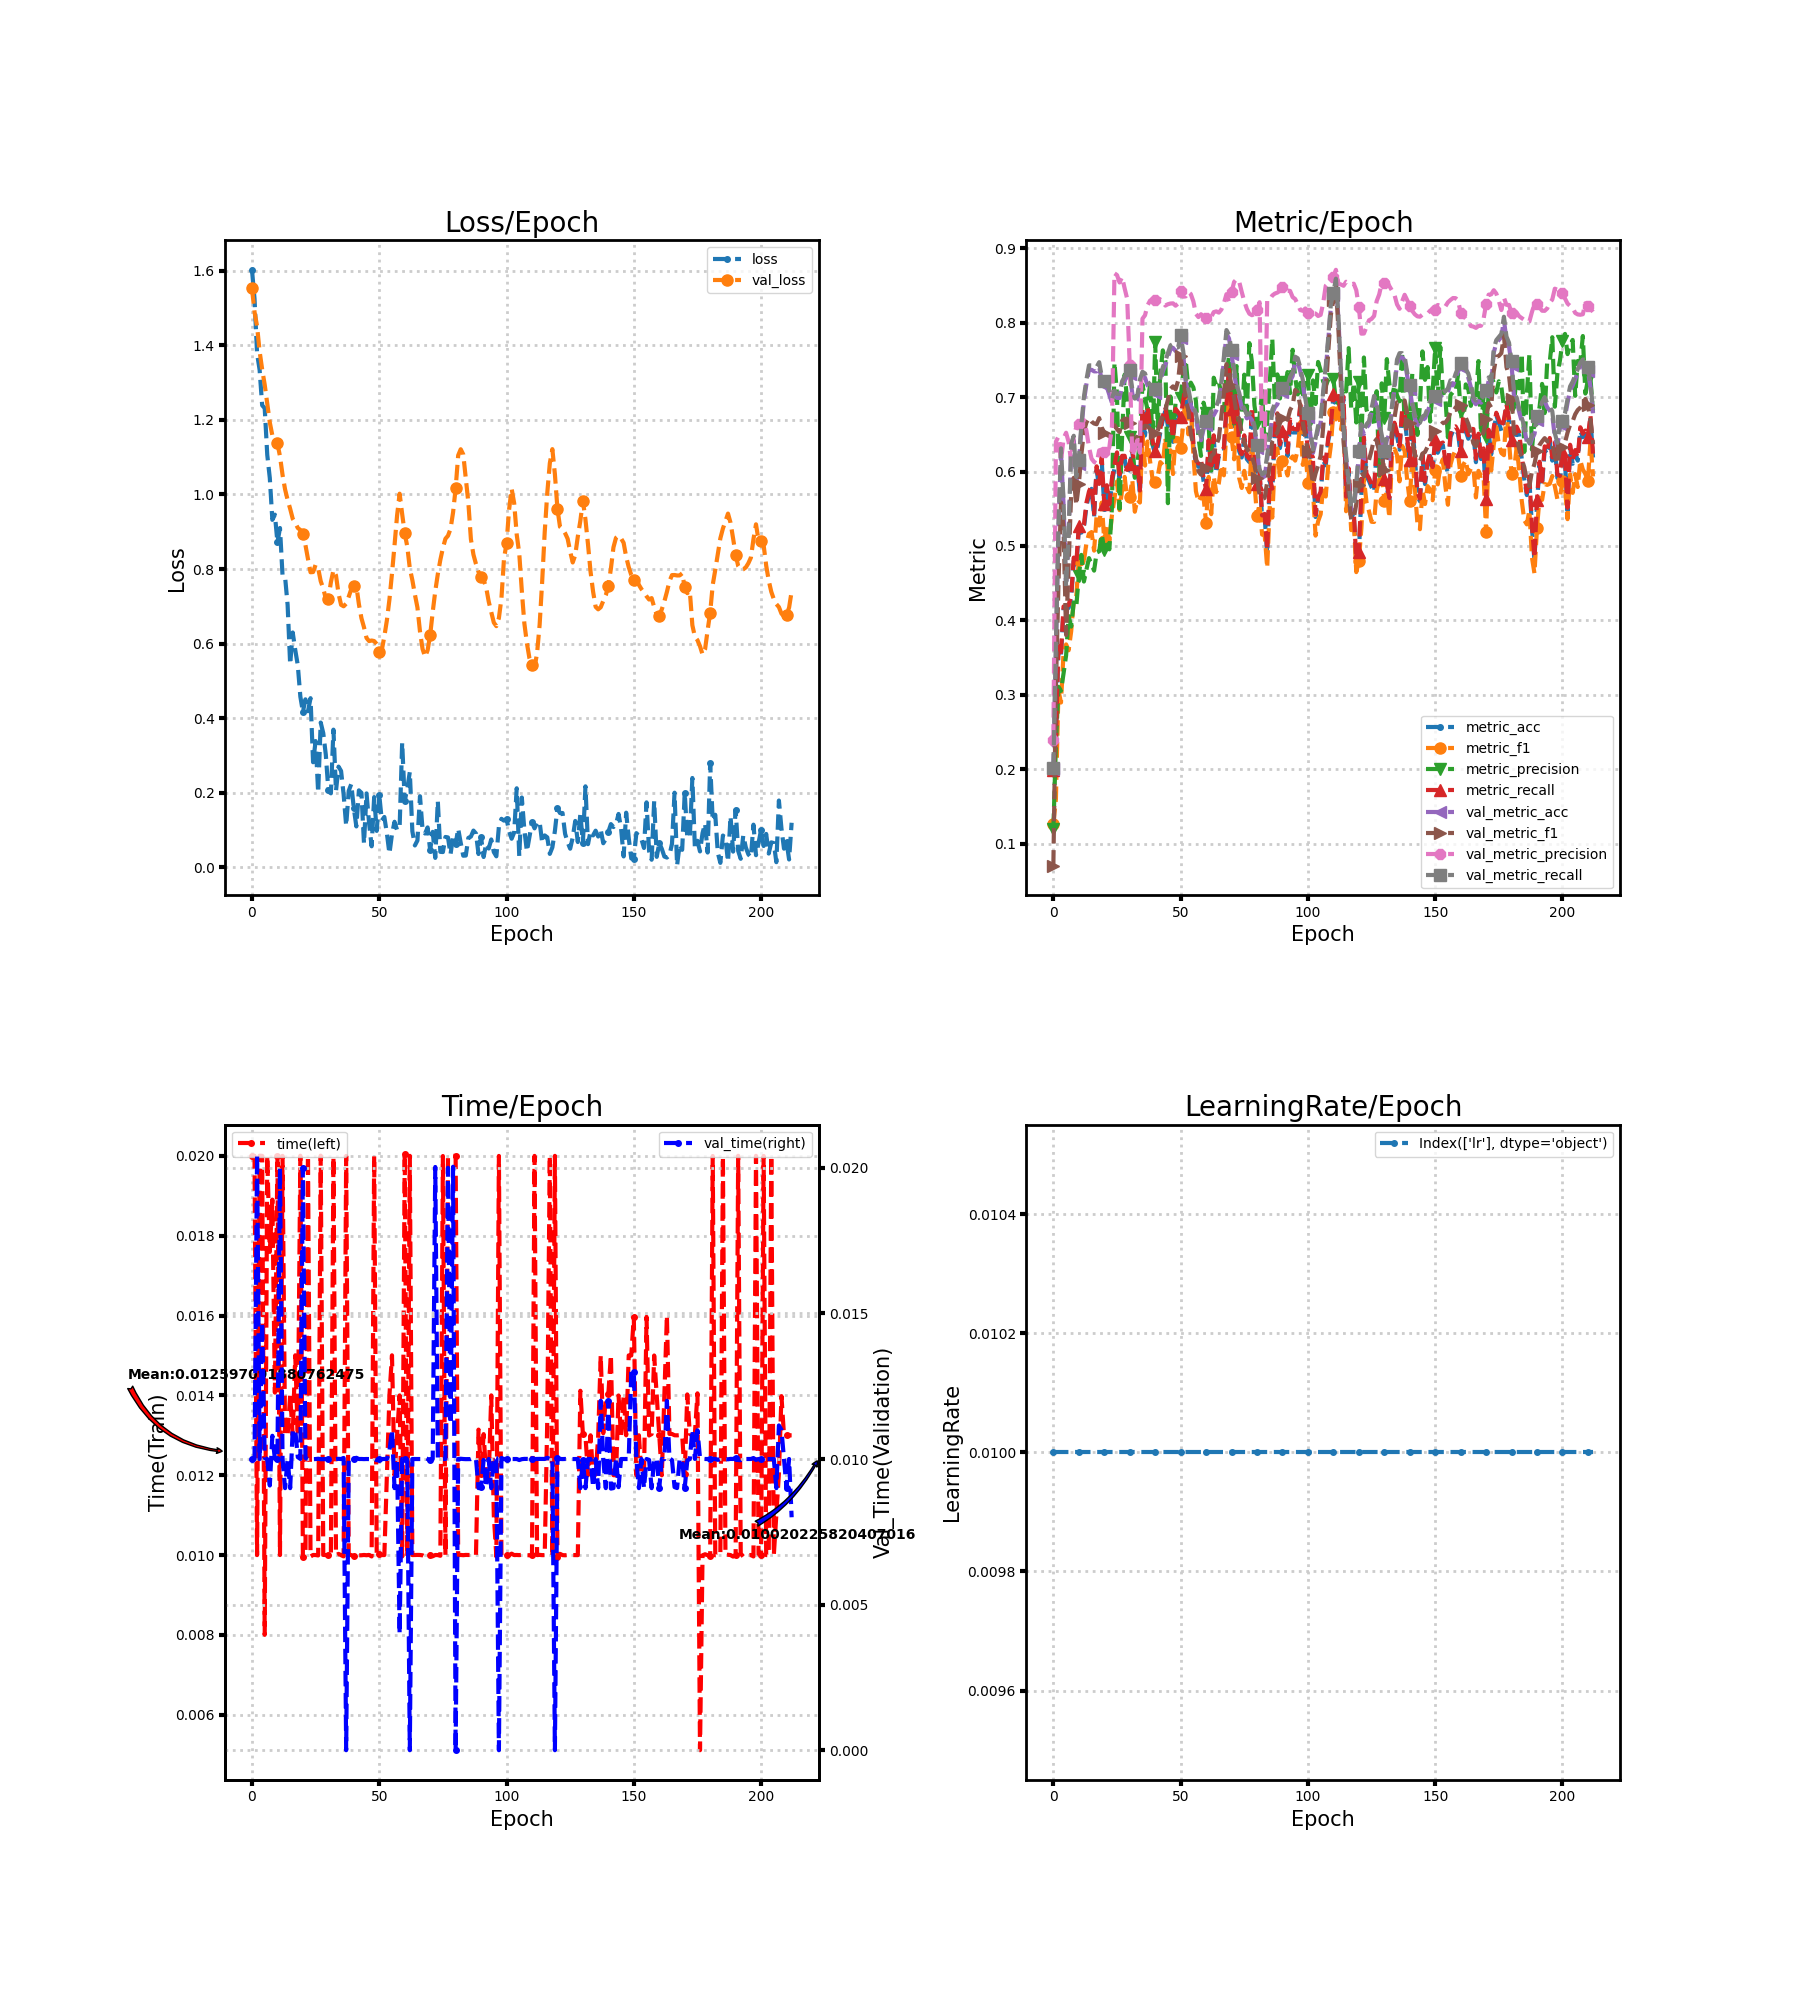 Loss/Epoch
1.6
1.4
1.2
1.0
0.8
0.6
0.4
0.2
0.0
Loss
loss
val_loss
0
50
100
150
200
Epoch
Metric/Epoch
0.9
0.8
0.7
0.6
0.5
0.4
0.3
0.2
0.1
Metric
metric_acc
metric_f1
metric_precision
metric_recall
val_metric_acc
val_metric_f1
val_metric_precision
val_metric_recall
0
50
100
150
200
Epoch
Time/Epoch
time(left)
val_time(right)
0.020
0.018
0.016
0.014
0.012
0.010
0.008
0.006
Time(Train)
0.020
0.015
0.010
0.005
0.000
Val_Time(Validation)
Mean:0.010020225820407016
0
50
100
150
200
Epoch
LearningRate/Epoch
Index(['lr'], dtype='object')
0.0104
0.0102
0.0100
0.0098
0.0096
LearningRate
0
50
100
150
200
Epoch